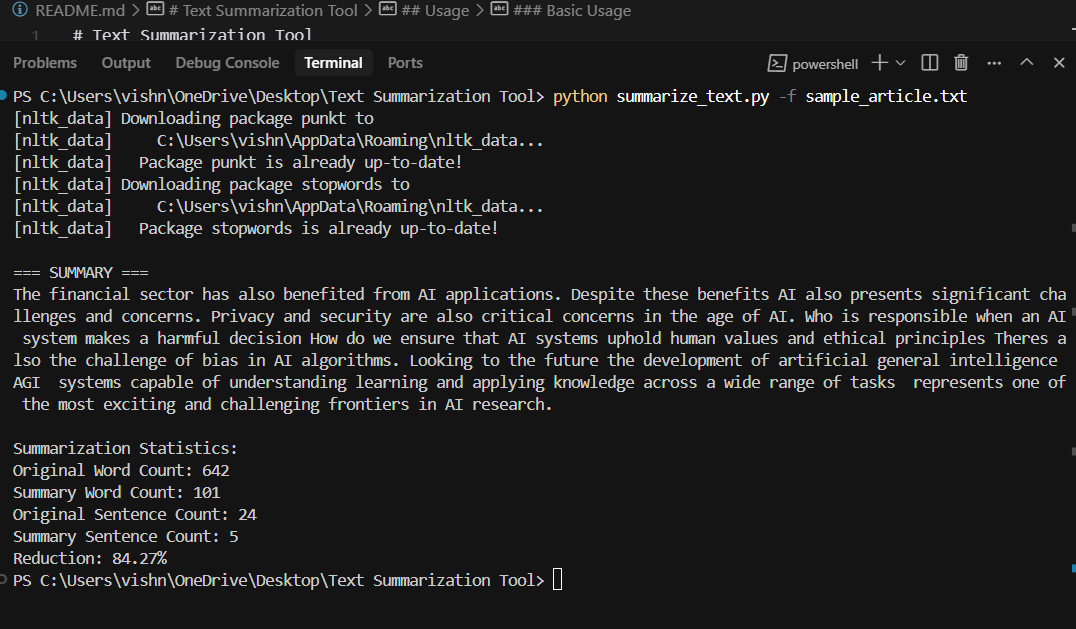 README.md > # Text Summarization Tool > ## Usage > ### Basic Usage
1 # Text Summarization Tool
Problems Output Debug Console Terminal Ports powershell
PS C:\Users\vishn\OneDrive\Desktop\Text Summarization Tool> python summarize_text.py -f sample_article.txt
[nltk_data] Downloading package punkt to
[nltk_data]     C:\Users\vishn\AppData\Roaming\nltk_data...
[nltk_data]   Package punkt is already up-to-date!
[nltk_data] Downloading package stopwords to
[nltk_data]     C:\Users\vishn\AppData\Roaming\nltk_data...
[nltk_data]   Package stopwords is already up-to-date!
=== SUMMARY ===
The financial sector has also benefited from AI applications. Despite these benefits AI also presents significant cha
llenges and concerns. Privacy and security are also critical concerns in the age of AI. Who is responsible when an AI
 system makes a harmful decision How do we ensure that AI systems uphold human values and ethical principles Theres a
lso the challenge of bias in AI algorithms. Looking to the future the development of artificial general intelligence
AGI  systems capable of understanding learning and applying knowledge across a wide range of tasks  represents one of
 the most exciting and challenging frontiers in AI research.
Summarization Statistics:
Original Word Count: 642
Summary Word Count: 101
Original Sentence Count: 24
Summary Sentence Count: 5
Reduction: 84.27%
PS C:\Users\vishn\OneDrive\Desktop\Text Summarization Tool>